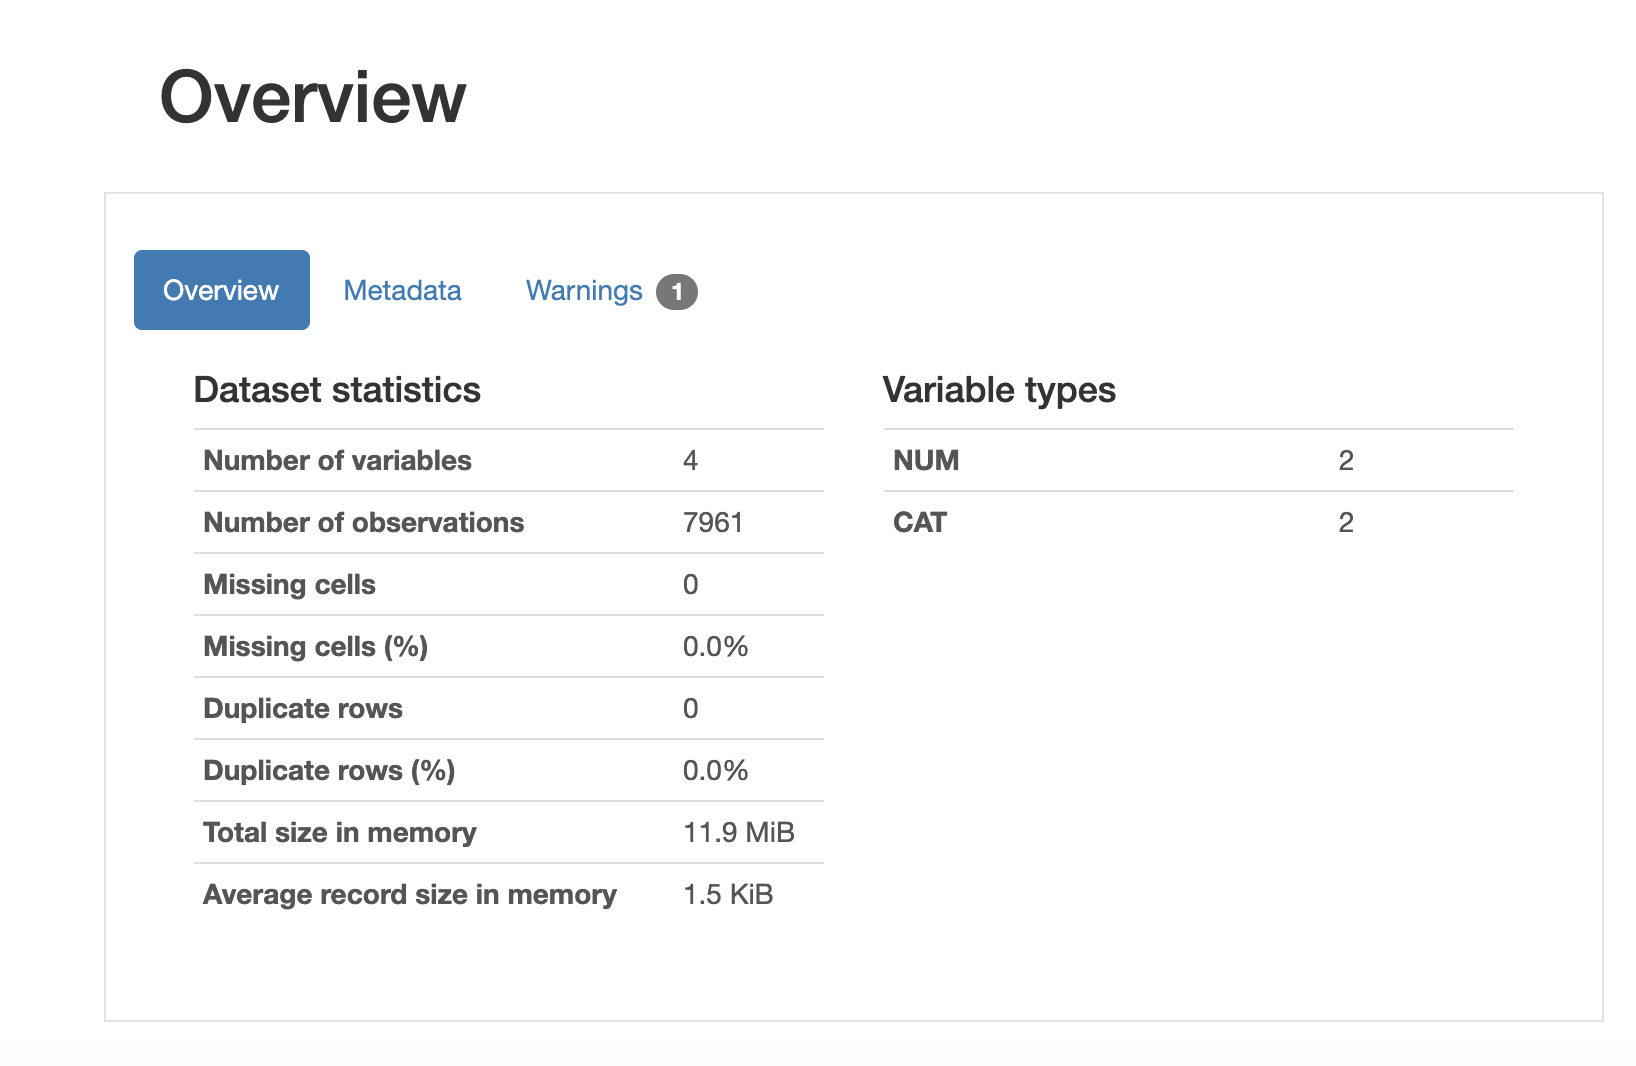 Overview
Overview Metadata Warnings 1
Dataset statistics
Number of variables 4
Number of observations 7961
Missing cells 0
Missing cells (%) 0.0%
Duplicate rows 0
Duplicate rows (%) 0.0%
Total size in memory 11.9 MiB
Average record size in memory 1.5 KiB
Variable types
NUM 2
CAT 2